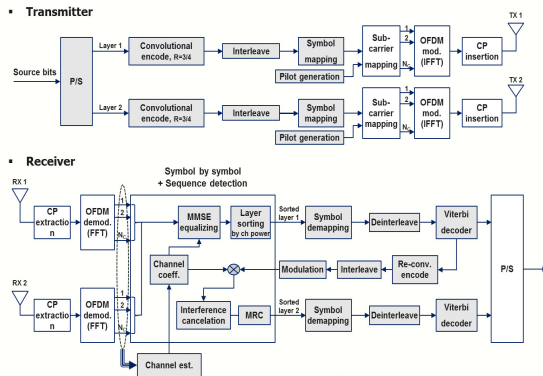 ▪ Transmitter
TX 1
Layer 1
Convolutional
encode, R=3/4
Interleave
Symbol
mapping
Pilot generation
Sub-
carrier
mapping
1
2
Nc
OFDM
mod.
(IFFT)
CP
insertion
Source bits
P/S
TX 2
Layer 2
Convolutional
encode, R=3/4
Interleave
Symbol
mapping
Pilot generation
Sub-
carrier
mapping
1
2
Nc
OFDM
mod.
(IFFT)
CP
insertion
▪ Receiver
Symbol by symbol
+ Sequence detection
RX 1
CP
extractio
n
OFDM
demod.
(FFT)
1
2
Nc
MMSE
equalizing
Layer
sorting
by ch power
Sorted
layer 1
Symbol
demapping
Deinterleave
Viterbi
decoder
P/S
Channel
coeff.
Modulation
Interleave
Re-conv.
encode
RX 2
CP
extractio
n
OFDM
demod.
(FFT)
1
2
Nc
Interference
cancelation
MRC
Sorted
layer 2
Symbol
demapping
Deinterleave
Viterbi
decoder
Channel est.